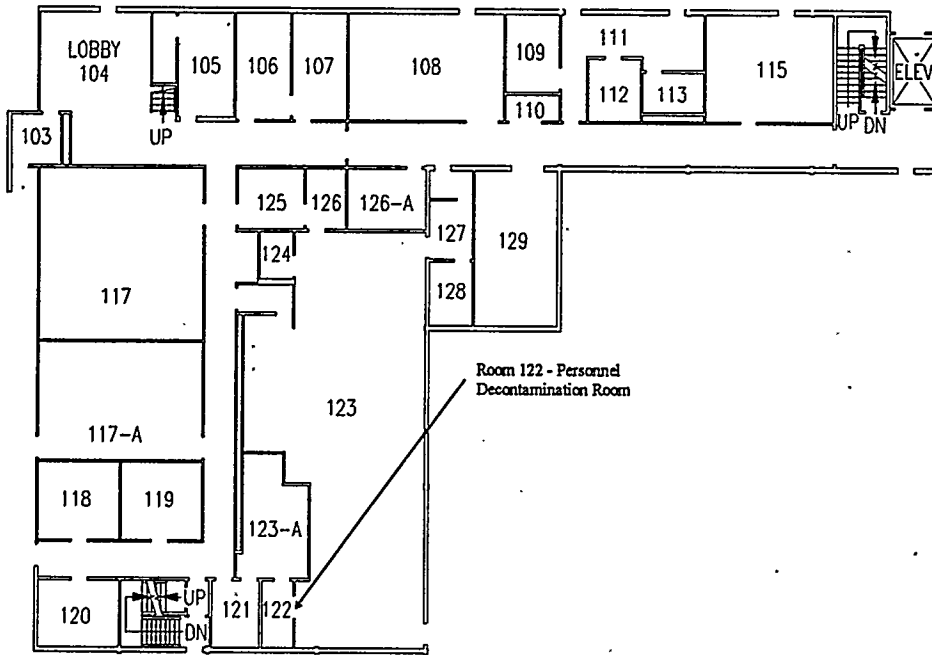 LOBBY
104
105
106
107
108
109
110
111
112
113
115
ELEV
UP
UP DN
103
125
126
126-A
127
128
129
124
117
123
Room 122 - Personnel
Decontamination Room
117-A
118
119
123-A
120
UP
DN
121
122